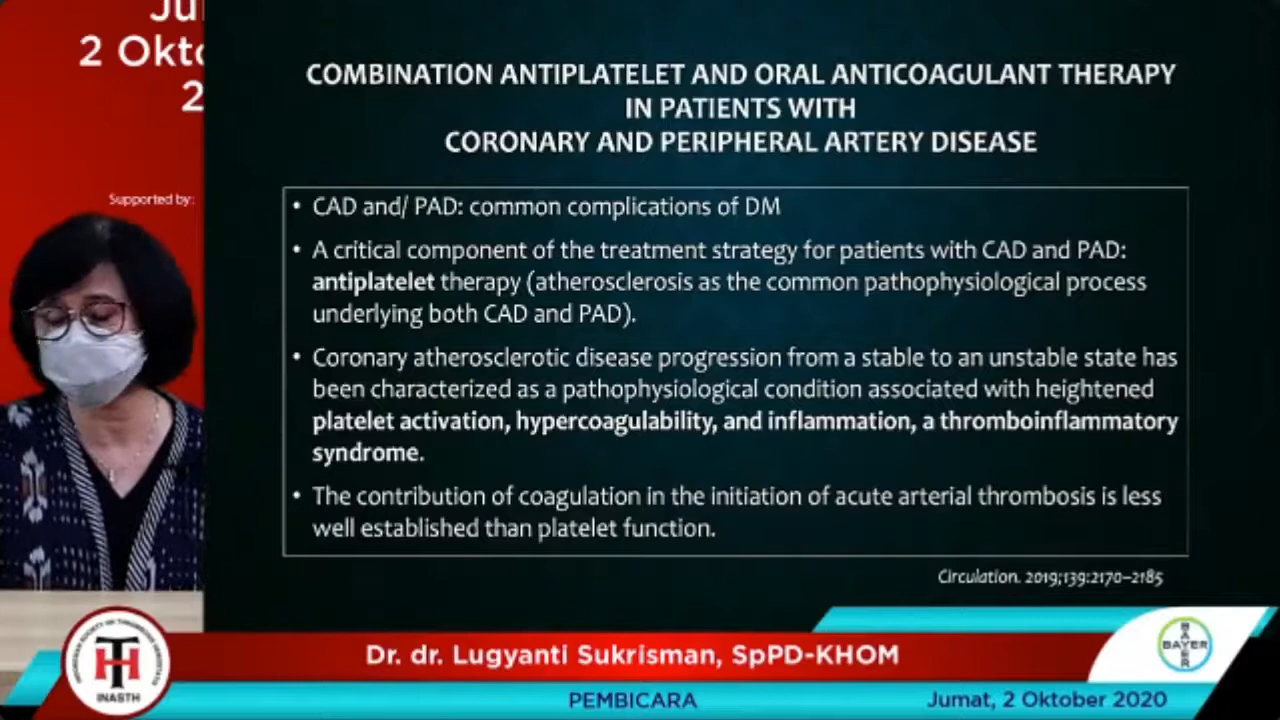 2
Supported by:
COMBINATION ANTIPLATELET AND ORAL ANTICOAGULANT THERAPY
IN PATIENTS WITH
CORONARY AND PERIPHERAL ARTERY DISEASE
• CAD and/ PAD: common complications of DM
• A critical component of the treatment strategy for patients with CAD and PAD:
antiplatelet therapy (atherosclerosis as the common pathophysiological process
underlying both CAD and PAD).
• Coronary atherosclerotic disease progression from a stable to an unstable state has
been characterized as a pathophysiological condition associated with heightened
platelet activation, hypercoagulability, and inflammation, a thromboinflammatory
syndrome.
• The contribution of coagulation in the initiation of acute arterial thrombosis is less
well established than platelet function.
Circulation. 2019;139:2170–2185
INASTH
Dr. dr. Lugyanti Sukrisman, SpPD-KHOM
BAYER
PEMBICARA
Jumat, 2 Oktober 2020